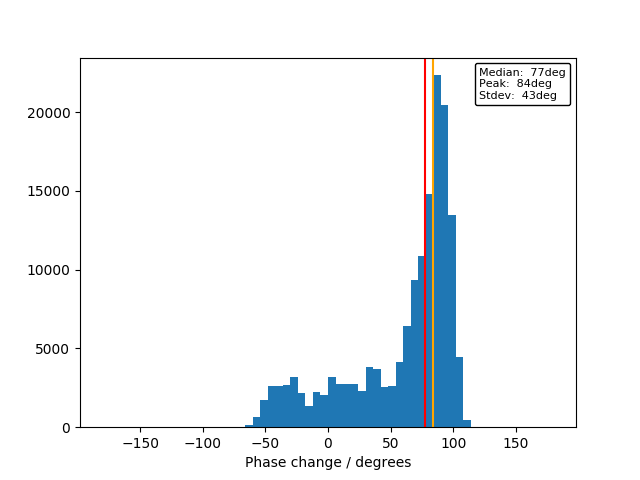 Median:  77deg
Peak:  84deg
Stdev:  43deg
20000
15000
10000
5000
0
−150 −100 −50 0 50 100 150
Phase change / degrees